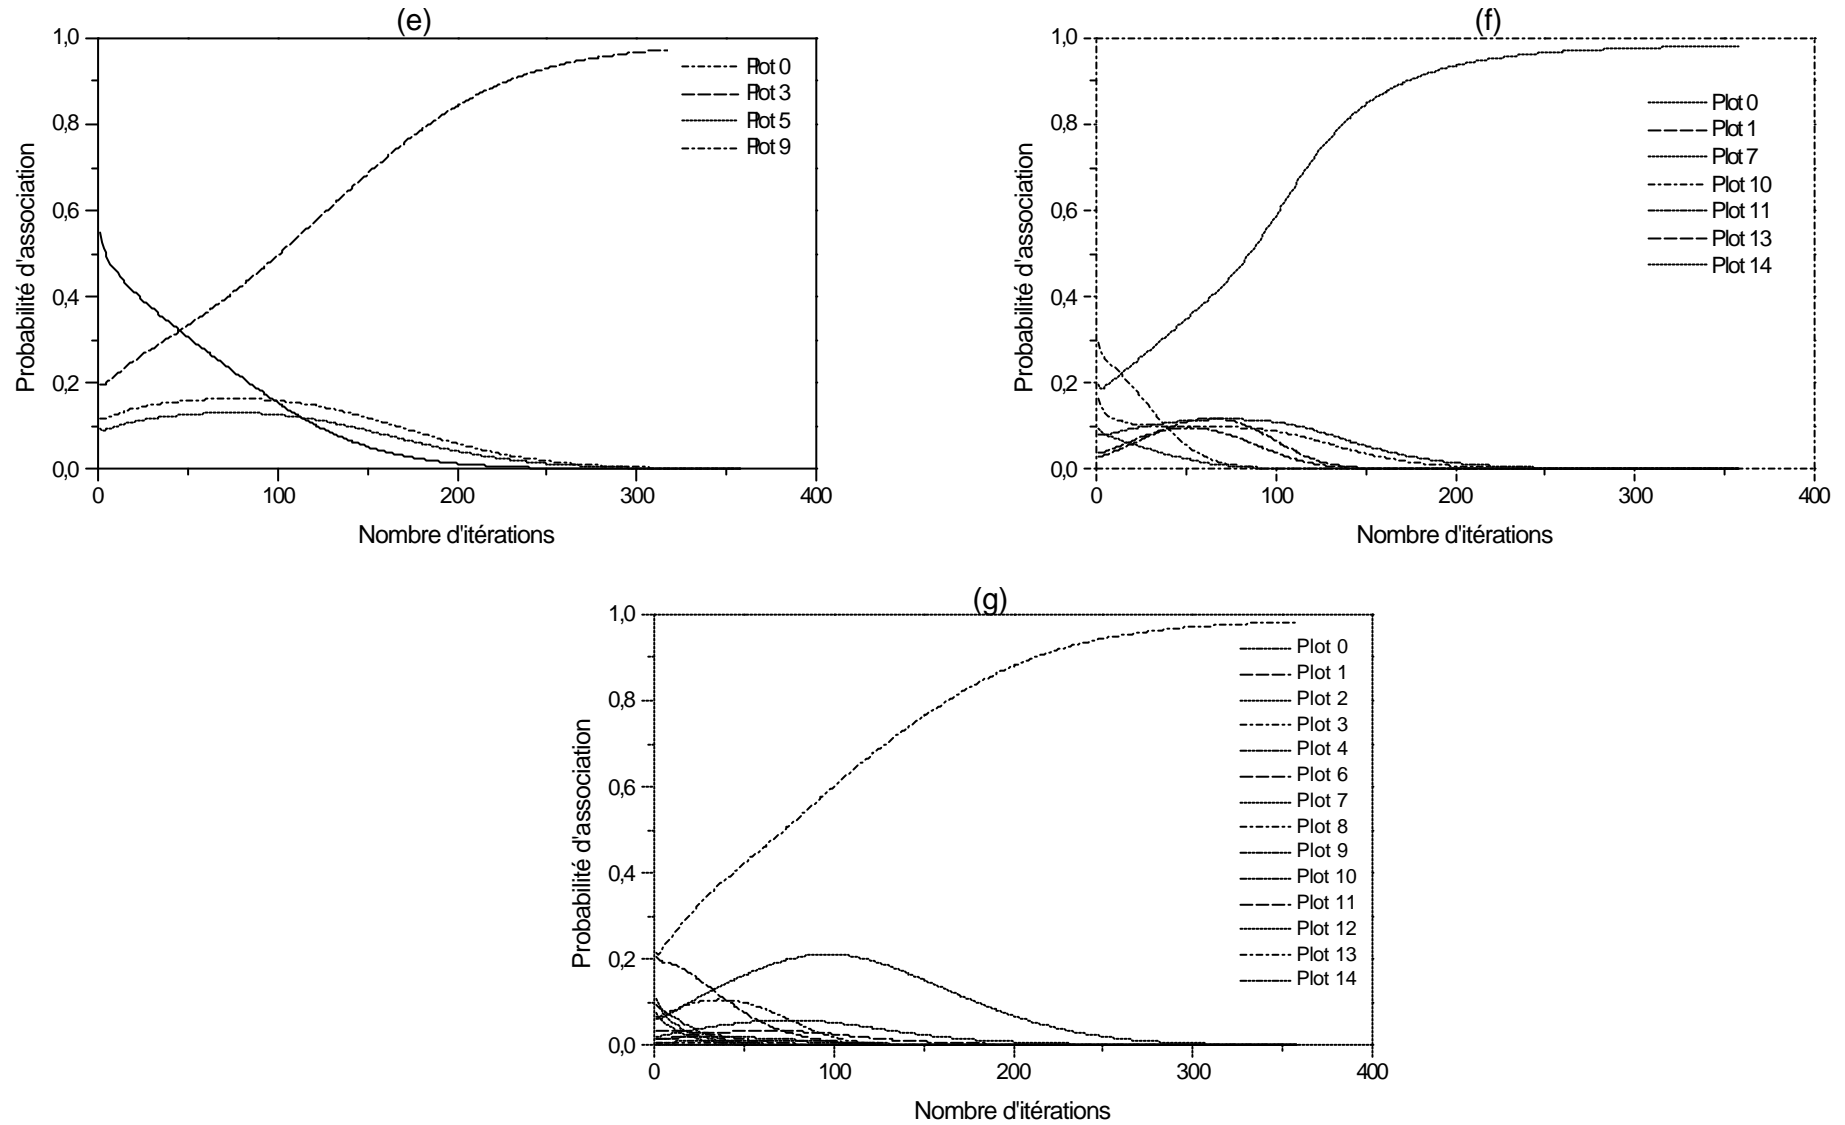 (e)
1,0
0,8
0,6
0,4
0,2
0,0
Probabilité d'association
0 100 200 300 400
Nombre d'itérations
Plot 0
Plot 3
Plot 5
Plot 9
(f)
1,0
0,8
0,6
0,4
0,2
0,0
Probabilité d'association
0 100 200 300 400
Nombre d'itérations
Plot 0
Plot 1
Plot 7
Plot 10
Plot 11
Plot 13
Plot 14
(g)
1,0
0,8
0,6
0,4
0,2
0,0
Probabilité d'association
0 100 200 300 400
Nombre d'itérations
Plot 0
Plot 1
Plot 2
Plot 3
Plot 4
Plot 6
Plot 7
Plot 8
Plot 9
Plot 10
Plot 11
Plot 12
Plot 13
Plot 14